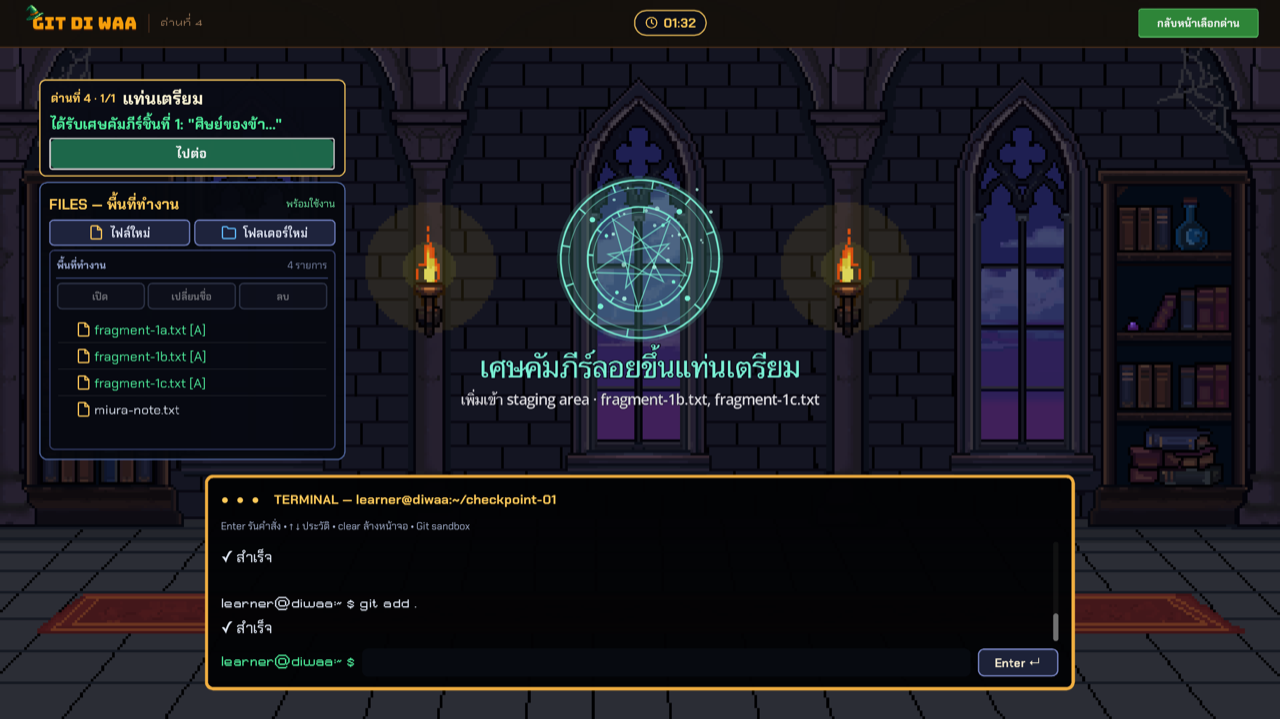 GIT DI WAA
ด่านที่ 4
01:32
กลับหน้าเลือกด่าน
ด่านที่ 4 · 1/1 แท่นเตรียม
ได้รับเศษคัมภีร์ชิ้นที่ 1: "ศิษย์ของข้า..."
ไปต่อ
FILES — พื้นที่ทำงาน
พร้อมใช้งาน
ไฟล์ใหม่
โฟลเดอร์ใหม่
พื้นที่ทำงาน
4 รายการ
เปิด
เปลี่ยนชื่อ
ลบ
fragment-1a.txt [A]
fragment-1b.txt [A]
fragment-1c.txt [A]
miura-note.txt
เศษคัมภีร์ลอยขึ้นแท่นเตรียม
เพิ่มเข้า staging area · fragment-1b.txt, fragment-1c.txt
TERMINAL — learner@diwaa:~/checkpoint-01
Enter รันคำสั่ง • ↑↓ ประวัติ • clear ล้างหน้าจอ • Git sandbox
✓ สำเร็จ
learner@diwaa:~ $ git add .
✓ สำเร็จ
learner@diwaa:~ $
Enter ↵